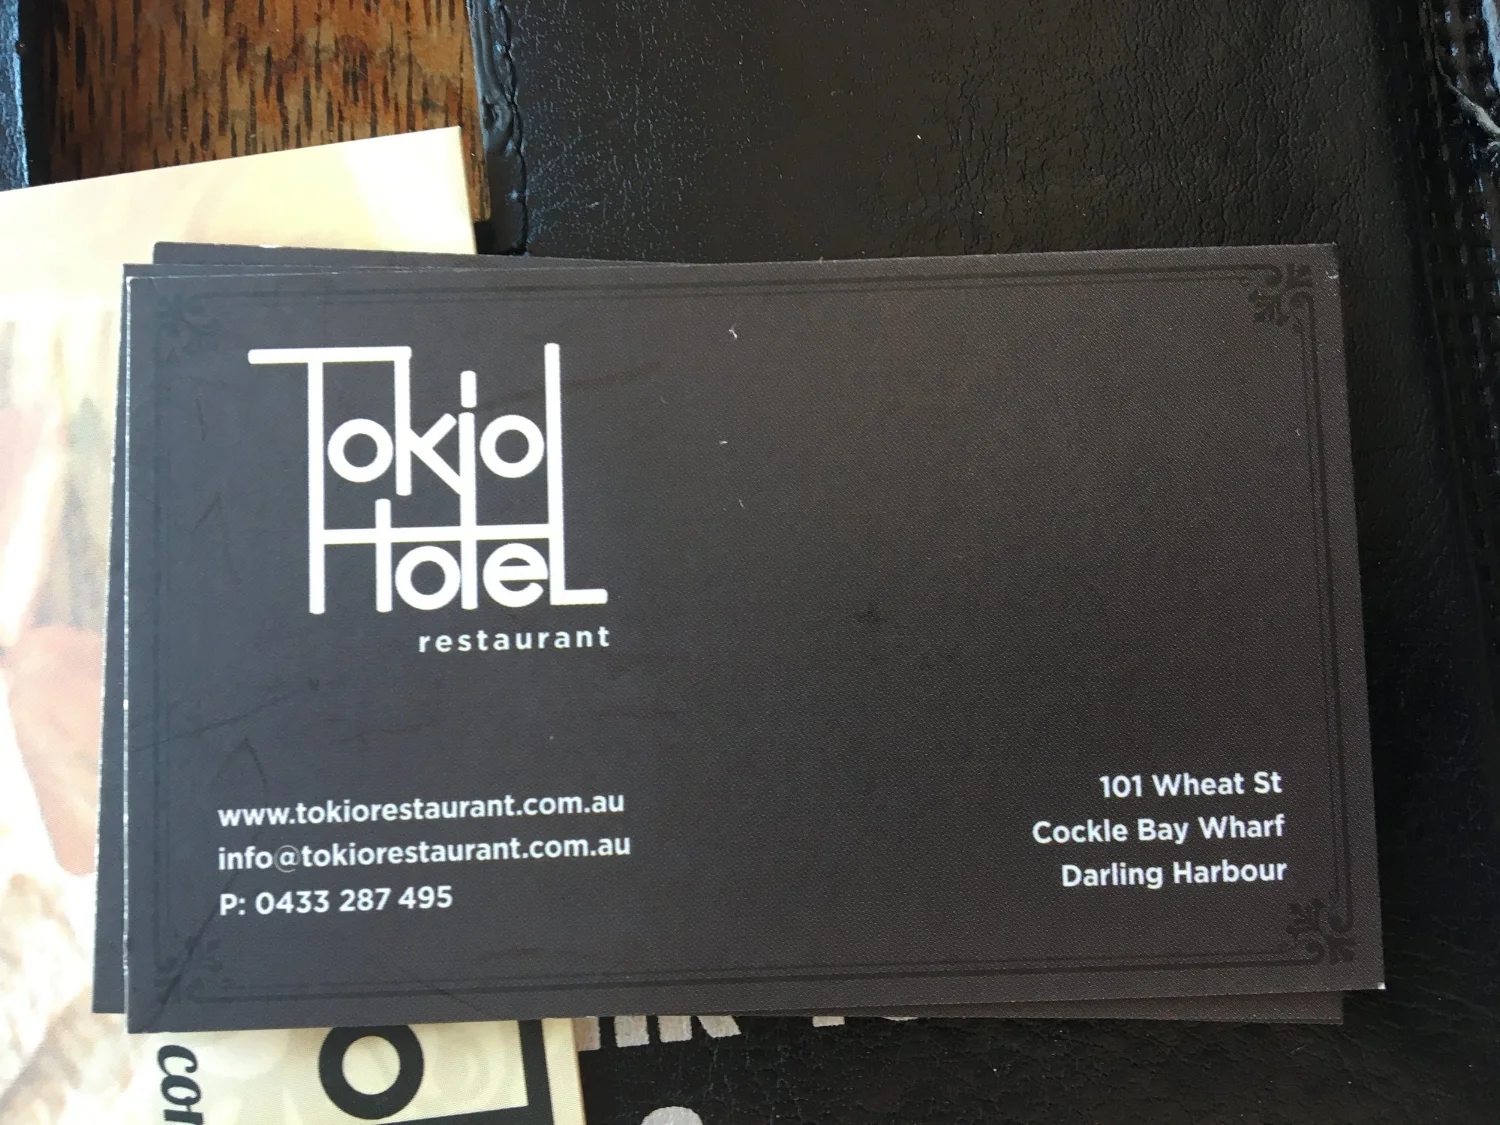 Tokio
Hotel
restaurant
www.tokiorestaurant.com.au
info@tokiorestaurant.com.au
P: 0433 287 495
101 Wheat St
Cockle Bay Wharf
Darling Harbour